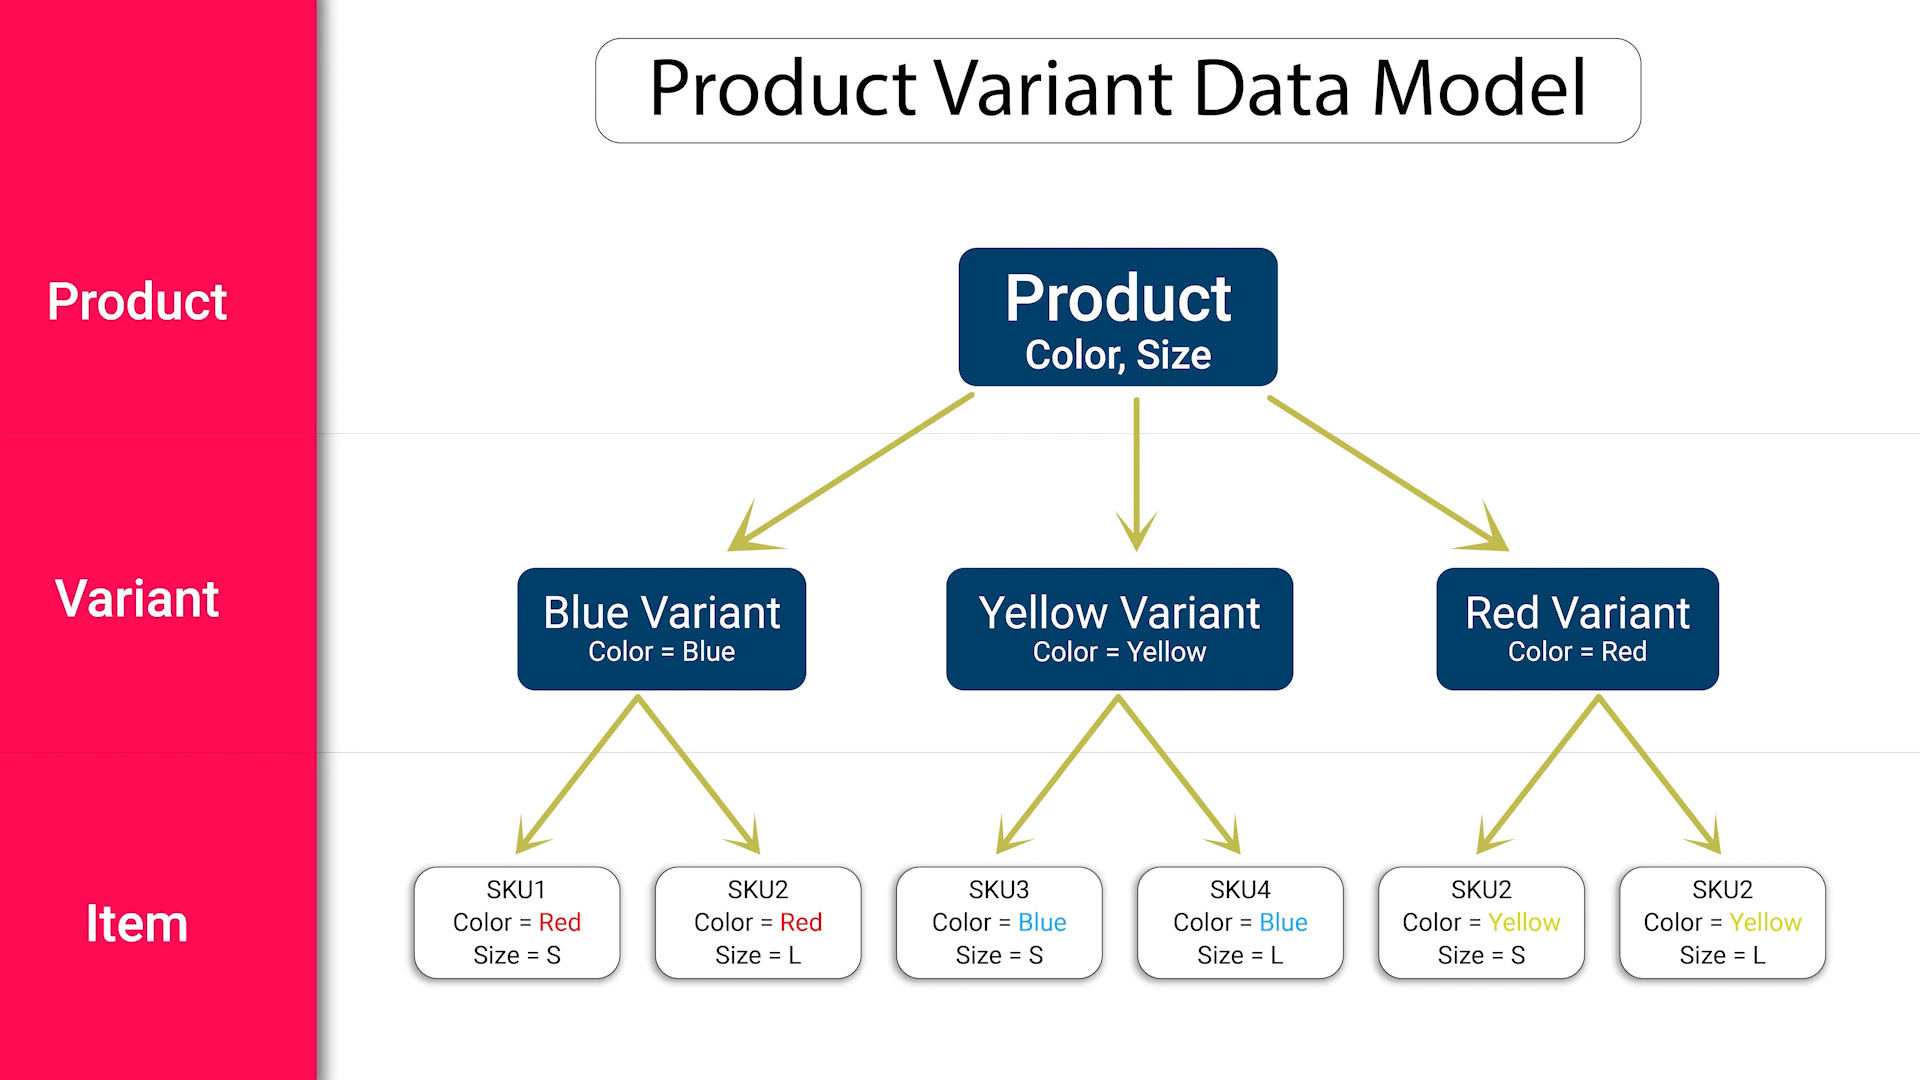 Product Variant Data Model
Product
Product
Color, Size
Variant
Blue Variant
Color = Blue
Yellow Variant
Color = Yellow
Red Variant
Color = Red
Item
SKU1
Color = Red
Size = S
SKU2
Color = Red
Size = L
SKU3
Color = Blue
Size = S
SKU4
Color = Blue
Size = L
SKU2
Color = Yellow
Size = S
SKU2
Color = Yellow
Size = L